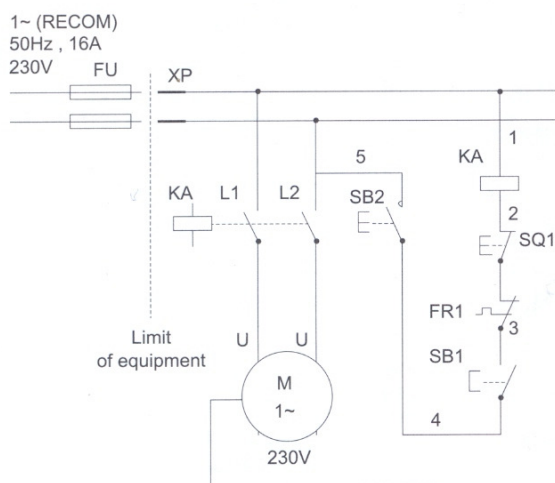 1~ (RECOM)
50Hz , 16A
230V
FU
XP
1
KA
5
KA
L1
L2
SB2
2
SQ1
FR1
3
Limit
of equipment
U
U
SB1
M
1~
4
230V